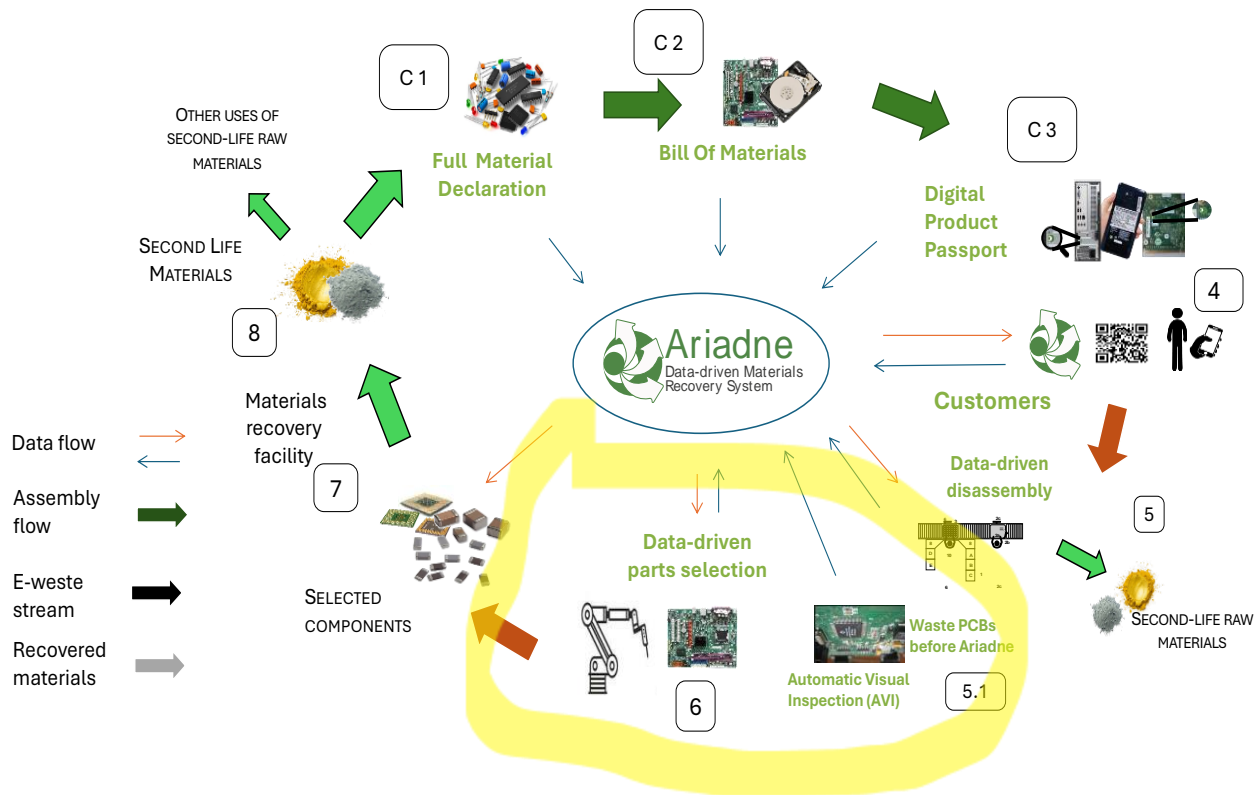 C 1
C 2
C 3
OTHER USES OF
SECOND-LIFE RAW
MATERIALS
Full Material
Declaration
Bill Of Materials
Digital
Product
Passport
SECOND LIFE
MATERIALS
8
4
Ariadne
Data-driven Materials
Recovery System
Customers
Materials
recovery
facility
7
Data flow
Assembly
flow
E-weste
stream
Recovered
materials
Data-driven
disassembly
5
SECOND-LIFE RAW
MATERIALS
Data-driven
parts selection
SELECTED
COMPONENTS
6
Waste PCBs
before Ariadne
Automatic Visual
Inspection (AVI)
5.1